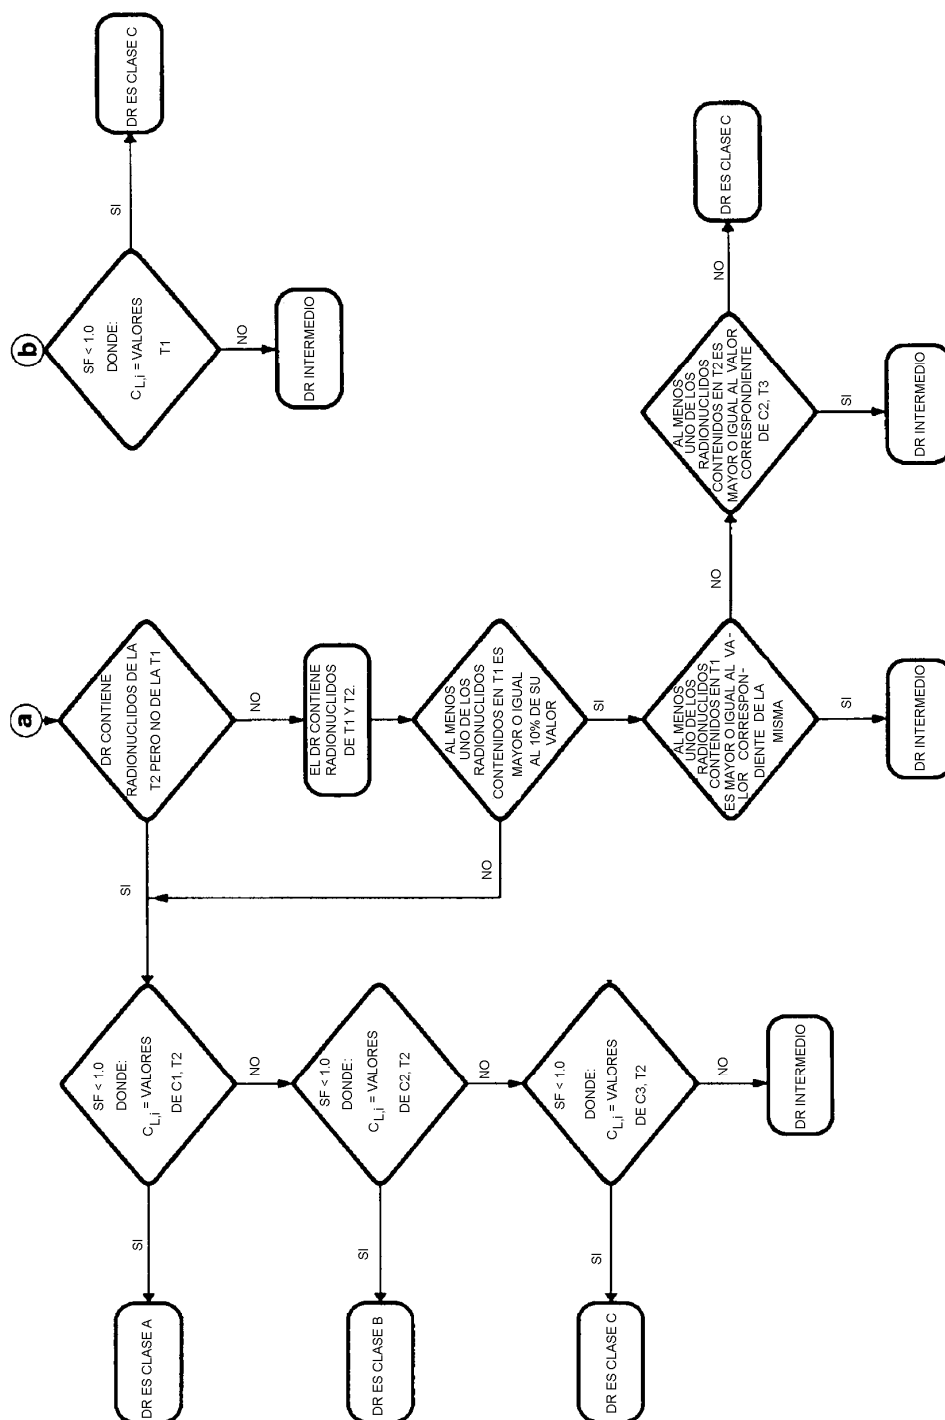 a
DR CONTIENE
RADIONUCLIDOS DE LA
T2 PERO NO DE LA T1
SI
NO
SF < 1.0
DONDE:
C L,i = VALORES
DE C1, T2
SI
DR ES CLASE A
NO
SF < 1.0
DONDE:
C L,i = VALORES
DE C2, T2
SI
DR ES CLASE B
NO
SF < 1.0
DONDE:
C L,i = VALORES
DE C3, T2
SI
DR ES CLASE C
NO
DR INTERMEDIO
EL DR CONTIENE
RADIONUCLIDOS
DE T1 Y T2.
AL MENOS
UNO DE LOS
RADIONUCLIDOS
CONTENIDOS EN T1 ES
MAYOR O IGUAL
AL 10% DE SU
VALOR
NO
SI
AL MENOS
UNO DE LOS
RADIONUCLIDOS
CONTENIDOS EN T1
ES MAYOR O IGUAL AL VA-
LOR CORRESPON-
DIENTE DE LA
MISMA
SI
DR INTERMEDIO
NO
AL MENOS
UNO DE LOS
RADIONUCLIDOS
CONTENIDOS EN T2 ES
MAYOR O IGUAL AL VALOR
CORRESPONDIENTE
DE C2, T3
SI
DR INTERMEDIO
NO
DR ES CLASE C
b
SF < 1.0
DONDE:
C L,i = VALORES
T1
SI
DR ES CLASE C
NO
DR INTERMEDIO